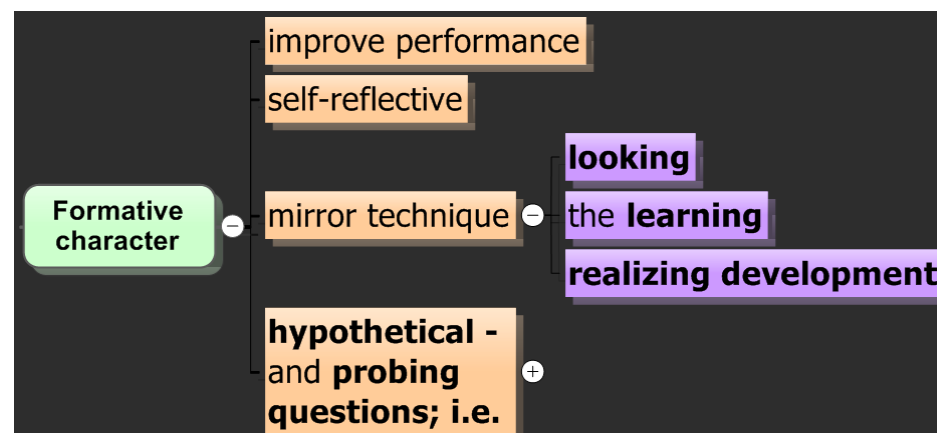 improve performance
self-reflective
Formative
character
mirror technique
looking
the learning
realizing development
hypothetical -
and probing
questions; i.e.